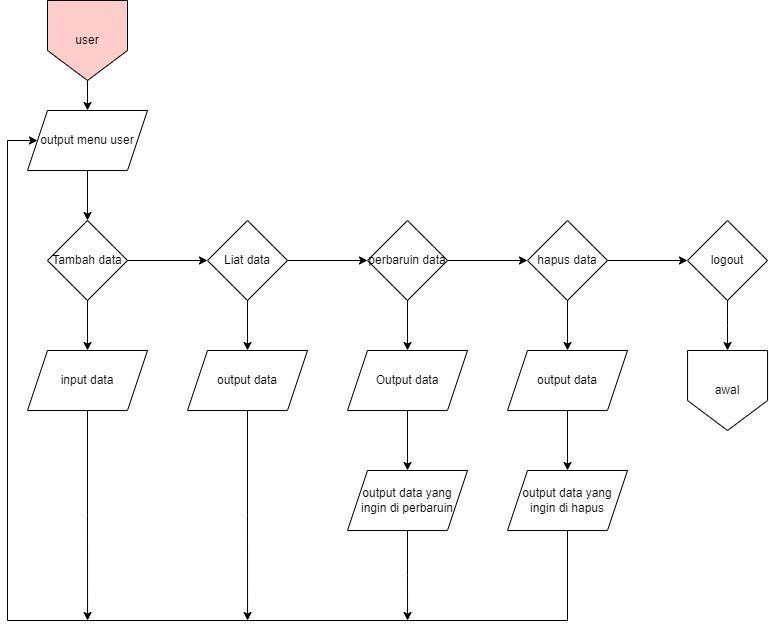 user
output menu user
Tambah data
Liat data
perbaruin data
hapus data
logout
input data
output data
Output data
output data
awal
output data yang
ingin di perbaruin
output data yang
ingin di hapus